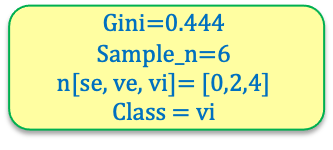 Gini=0.444
Sample_n=6
n[se, ve, vi]= [0,2,4]
Class = vi